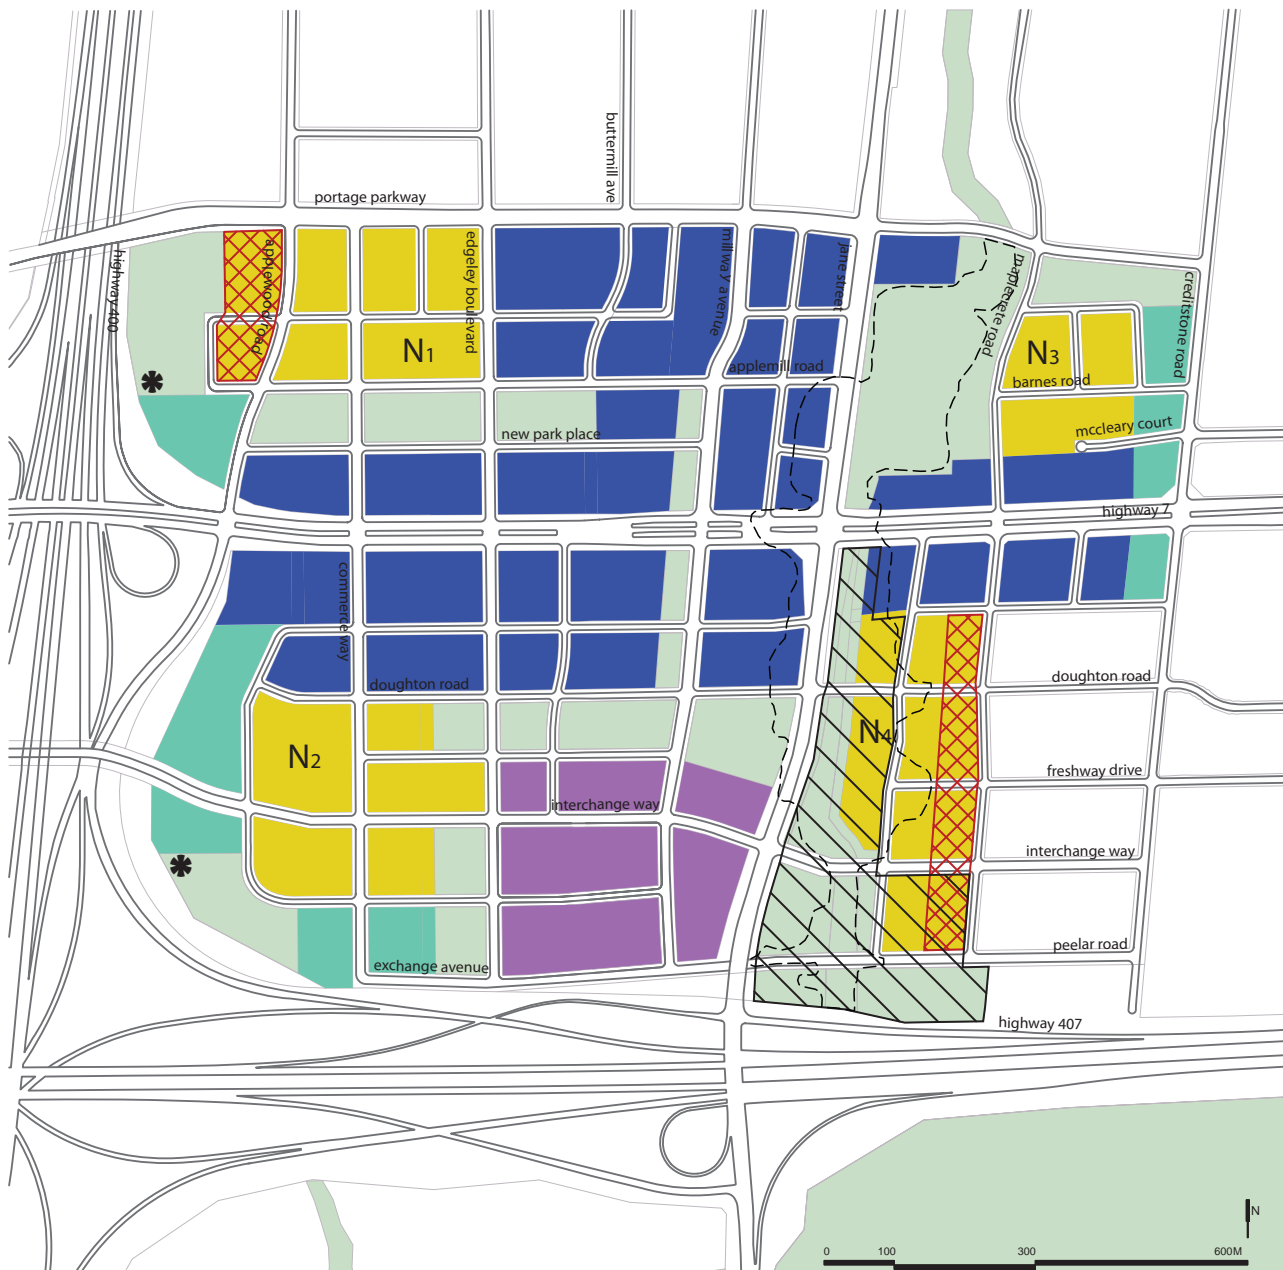 buttermill ave
portage parkway
highway 400
applewood road
edgeley boulevard
millway avenue
jane street
maplecrete road
creditstone road
N1
N3
applemill road
barnes road
new park place
mccleary court
highway 7
commerce way
doughton road
doughton road
N2
N4
freshway drive
interchange way
interchange way
peelar road
exchange avenue
highway 407
N
0 100 300 600M